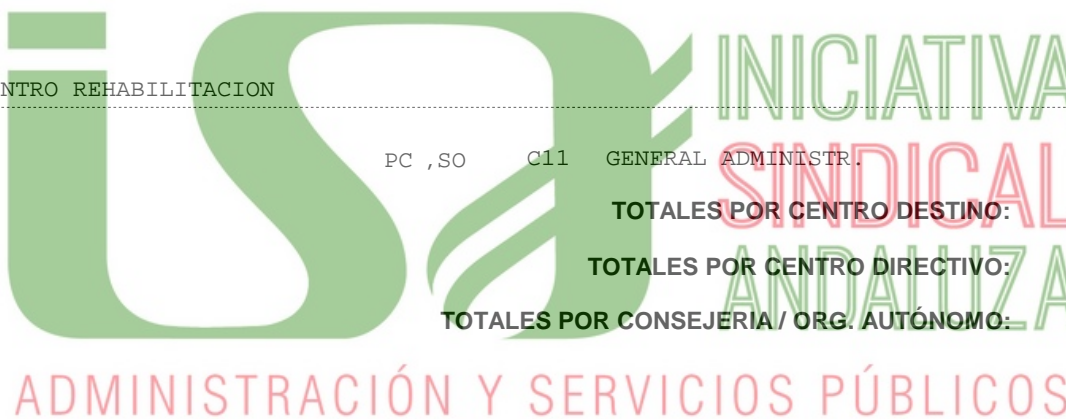 isa
INICIATIVA
NTRO REHABILITACION
PC ,SO C11 GENERAL ADMINISTR.
SINDICAL
TOTALES POR CENTRO DESTINO:
TOTALES POR CENTRO DIRECTIVO:
ANDALUZA
TOTALES POR CONSEJERIA / ORG. AUTÓNOMO:
ADMINISTRACIÓN Y SERVICIOS PÚBLICOS